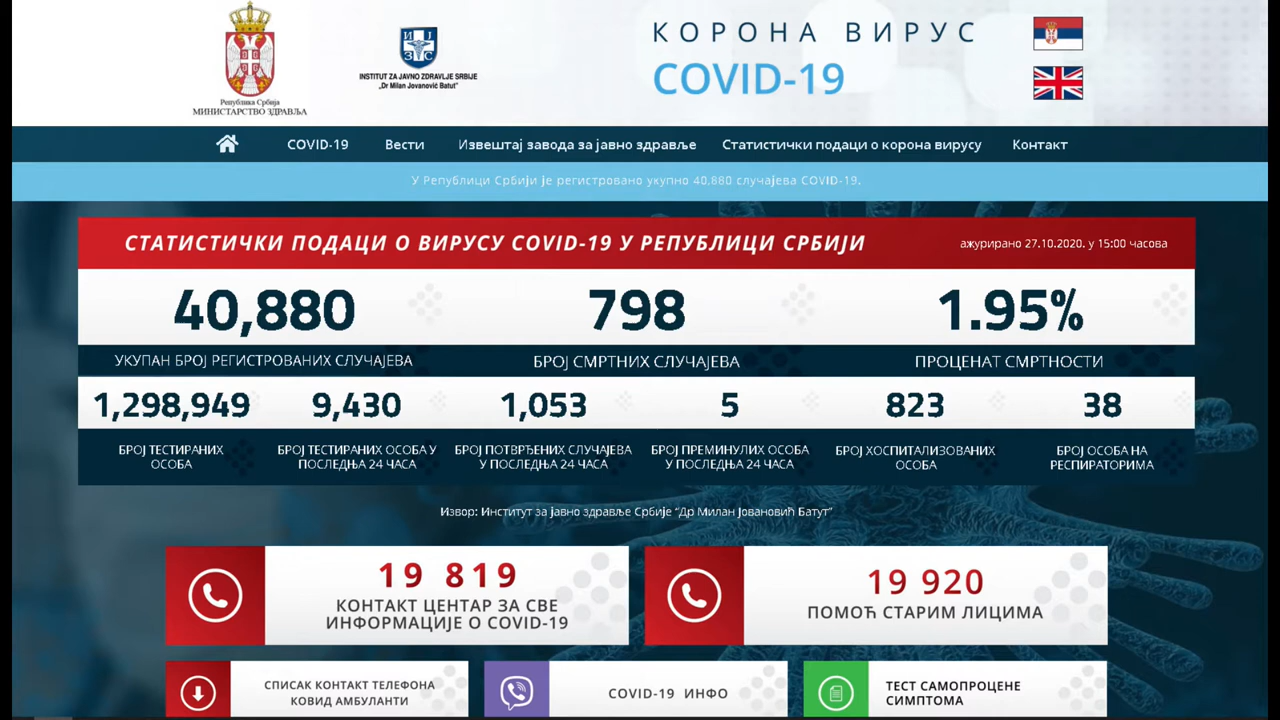 Република Србија
МИНИСТАРСТВО ЗДРАВЉА
И Ј
З С
INSTITUT ZA JAVNO ZDRAVLJE SRBIJE
„Dr Milan Jovanović Batut“
КОРОНА ВИРУС
COVID-19
COVID-19 Вести Извештај завода за јавно здравље Статистички подаци о корона вирусу Контакт
У Републици Србији је регистровано укупно 40,880 случајева COVID-19.
СТАТИСТИЧКИ ПОДАЦИ О ВИРУСУ COVID-19 У РЕПУБЛИЦИ СРБИЈИ
ажурирано 27.10.2020. у 15:00 часова
40,880 798 1.95%
УКУПАН БРОЈ РЕГИСТРОВАНИХ СЛУЧАЈЕВА БРОЈ СМРТНИХ СЛУЧАЈЕВА ПРОЦЕНАТ СМРТНОСТИ
1,298,949 9,430 1,053 5 823 38
БРОЈ ТЕСТИРАНИХ
ОСОБА
БРОЈ ТЕСТИРАНИХ ОСОБА У
ПОСЛЕДЊА 24 ЧАСА
БРОЈ ПОТВРЂЕНИХ СЛУЧАЈЕВА
У ПОСЛЕДЊА 24 ЧАСА
БРОЈ ПРЕМИНУЛИХ ОСОБА
У ПОСЛЕДЊА 24 ЧАСА
БРОЈ ХОСПИТАЛИЗОВАНИХ
ОСОБА
БРОЈ ОСОБА НА
РЕСПИРАТОРИМА
Извор: Институт за јавно здравље Србије “Др Милан Јовановић Батут”
19 819
КОНТАКТ ЦЕНТАР ЗА СВЕ
ИНФОРМАЦИЈЕ О COVID-19
19 920
ПОМОЋ СТАРИМ ЛИЦИМА
СПИСАК КОНТАКТ ТЕЛЕФОНА
КОВИД АМБУЛАНТИ
COVID-19 ИНФО
ТЕСТ САМОПРОЦЕНЕ
СИМПТОМА